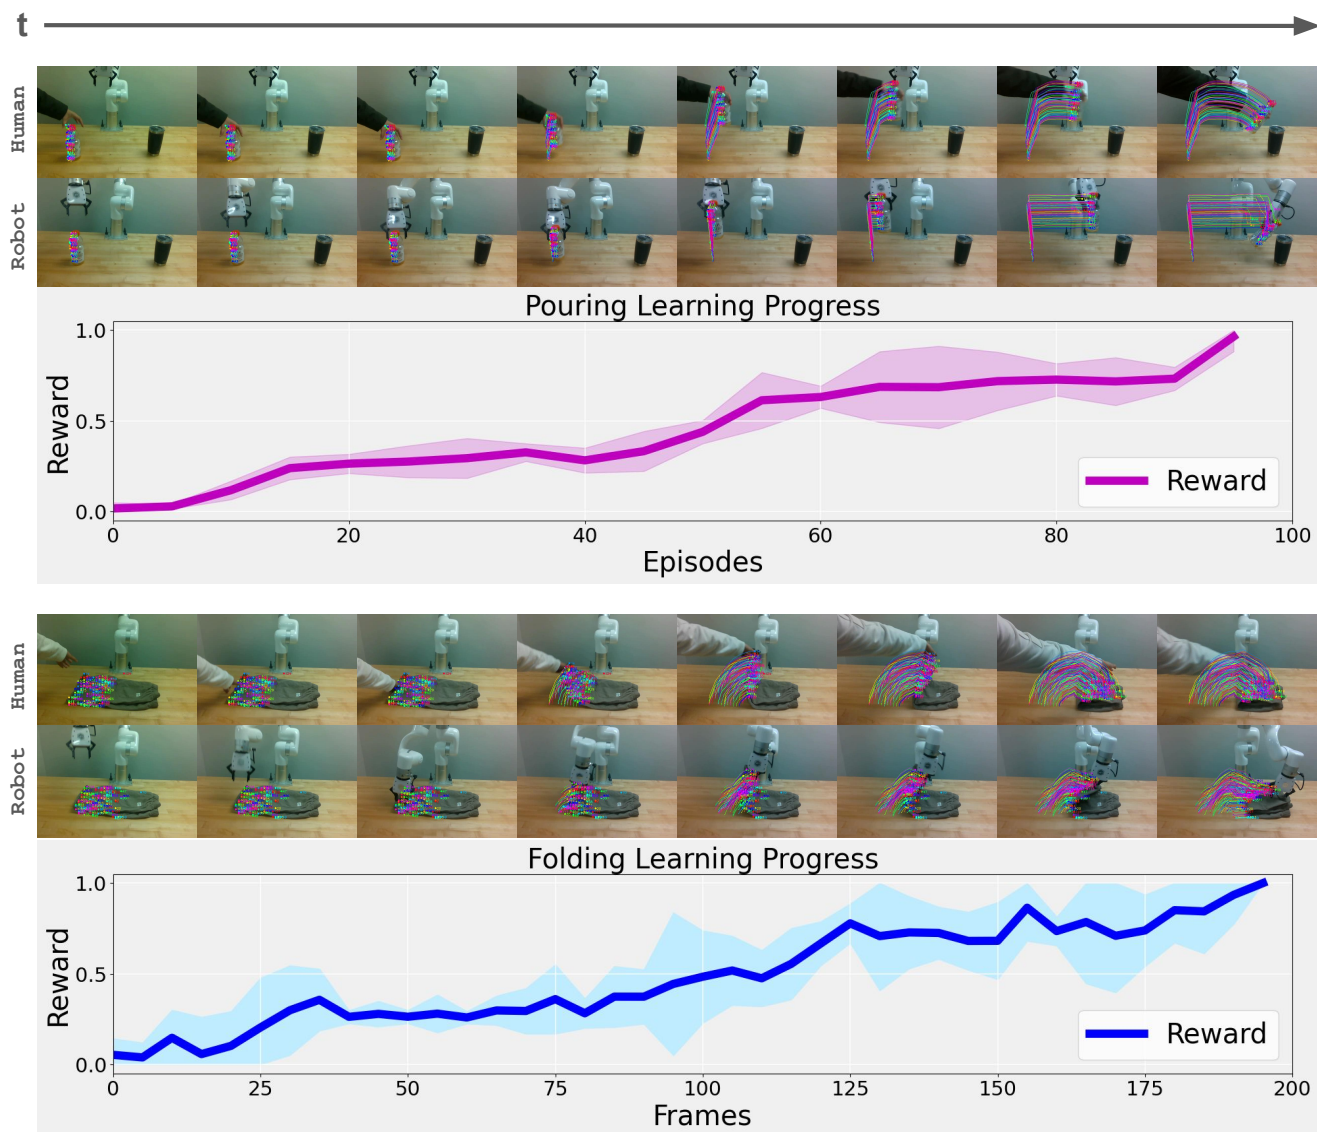 t
Human
Robot
Pouring Learning Progress
Reward
1.0
0.5
0.0
Reward
0
20
40
60
80
100
Episodes
Human
Robot
Folding Learning Progress
Reward
1.0
0.5
0.0
Reward
0
25
50
75
100
125
150
175
200
Frames